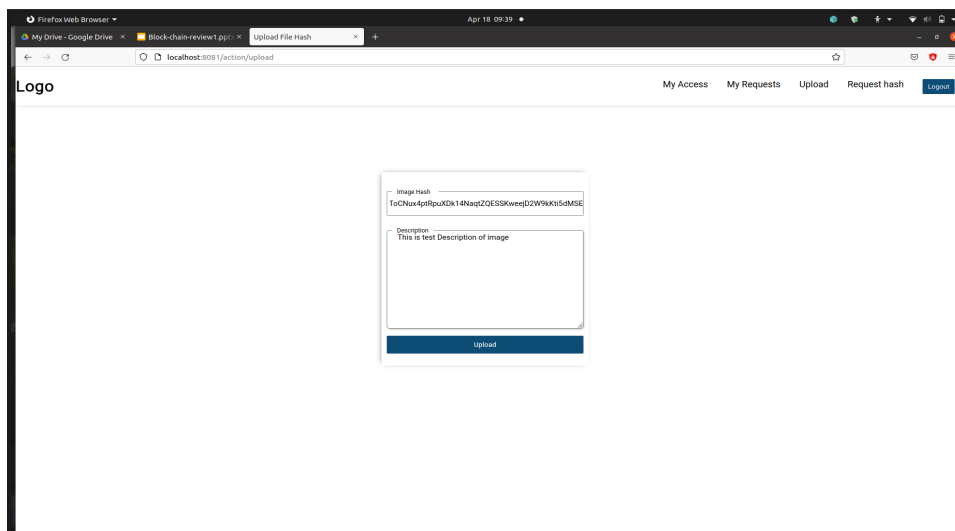 Firefox Web Browser
Apr 18 09:39
My Drive - Google Drive
Block-chain-review1.ppt
Upload File Hash
localhost:8081/action/upload
Logo
My Access
My Requests
Upload
Request hash
Logout
Image Hash
ToCNux4ptRpuXDk14NaqtZQESSKweejD2W9kKti5dMSE
Description
This is test Description of image
Upload